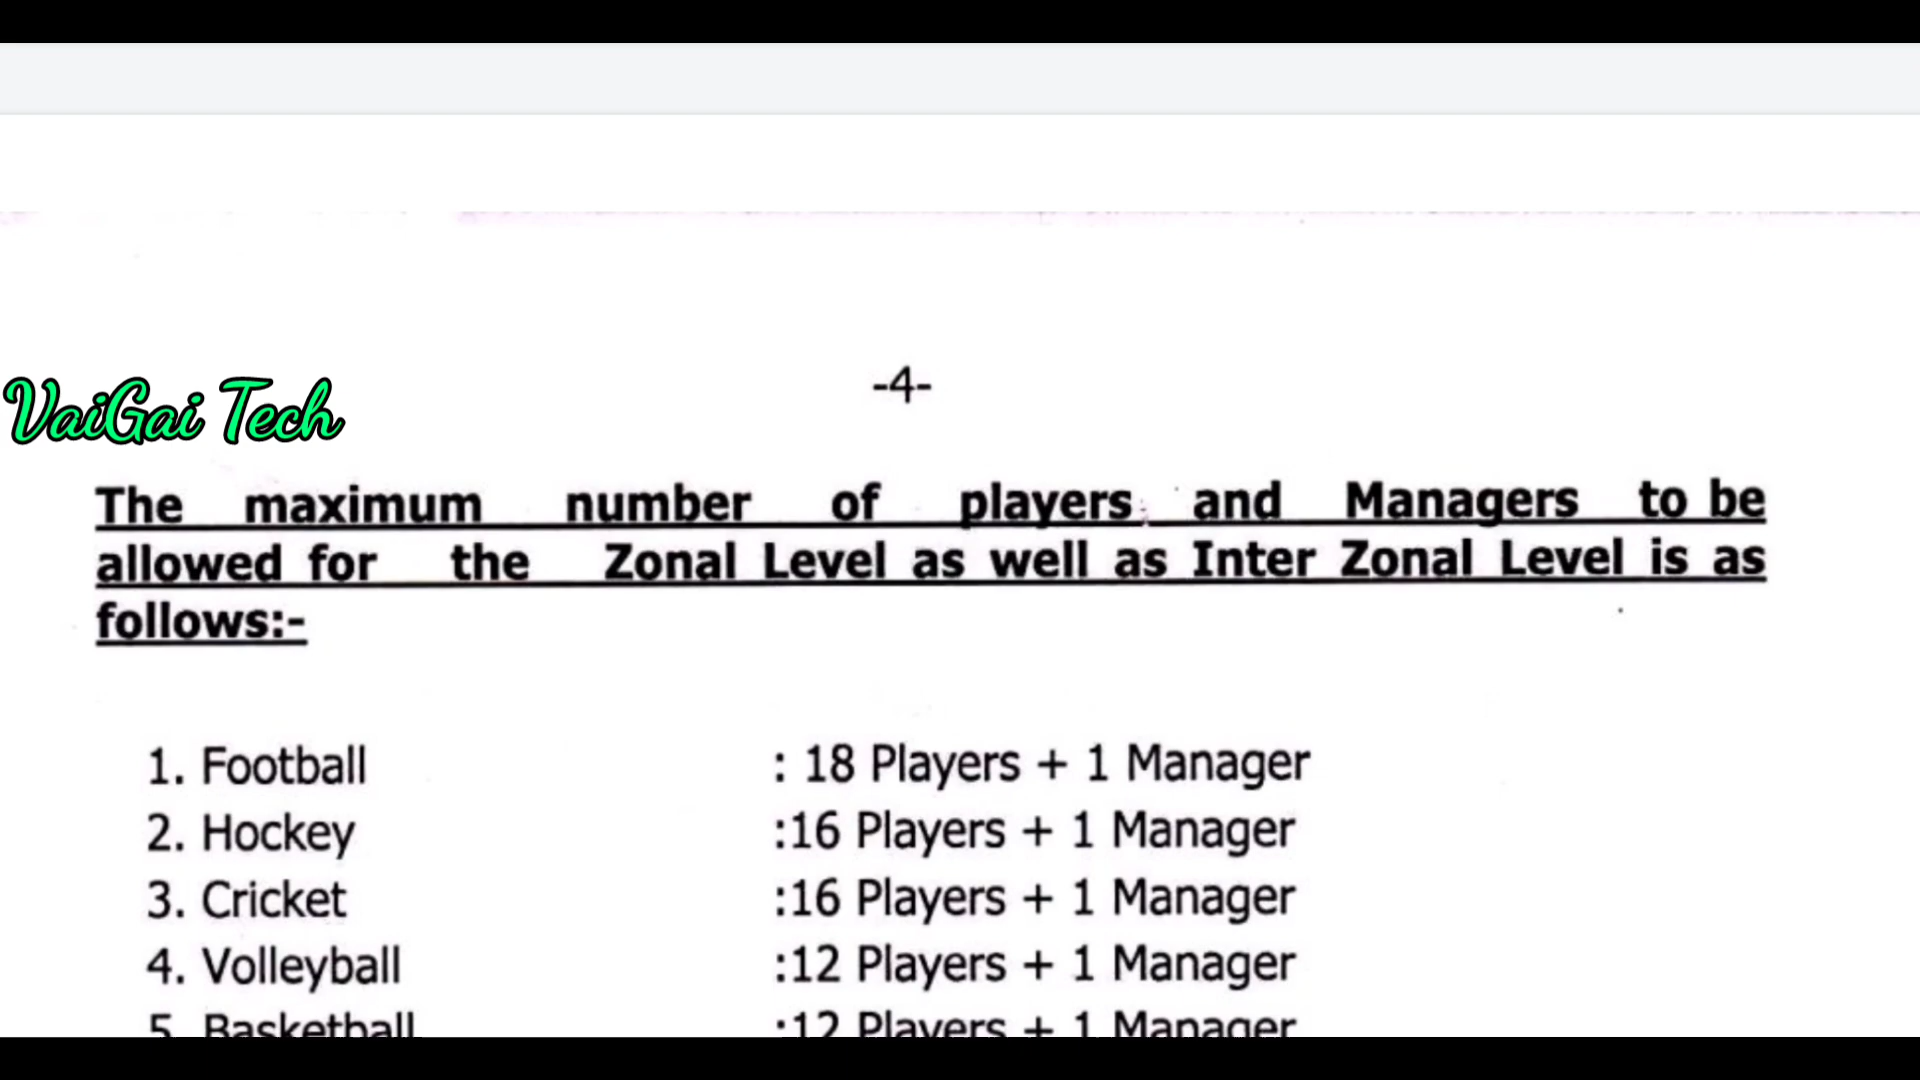 -4-
VaiGai Tech
The maximum number of players and Managers to be
allowed for the Zonal Level as well as Inter Zonal Level is as
follows:-
1. Football : 18 Players + 1 Manager
2. Hockey :16 Players + 1 Manager
3. Cricket :16 Players + 1 Manager
4. Volleyball :12 Players + 1 Manager
5. Basketball :12 Players + 1 Manager